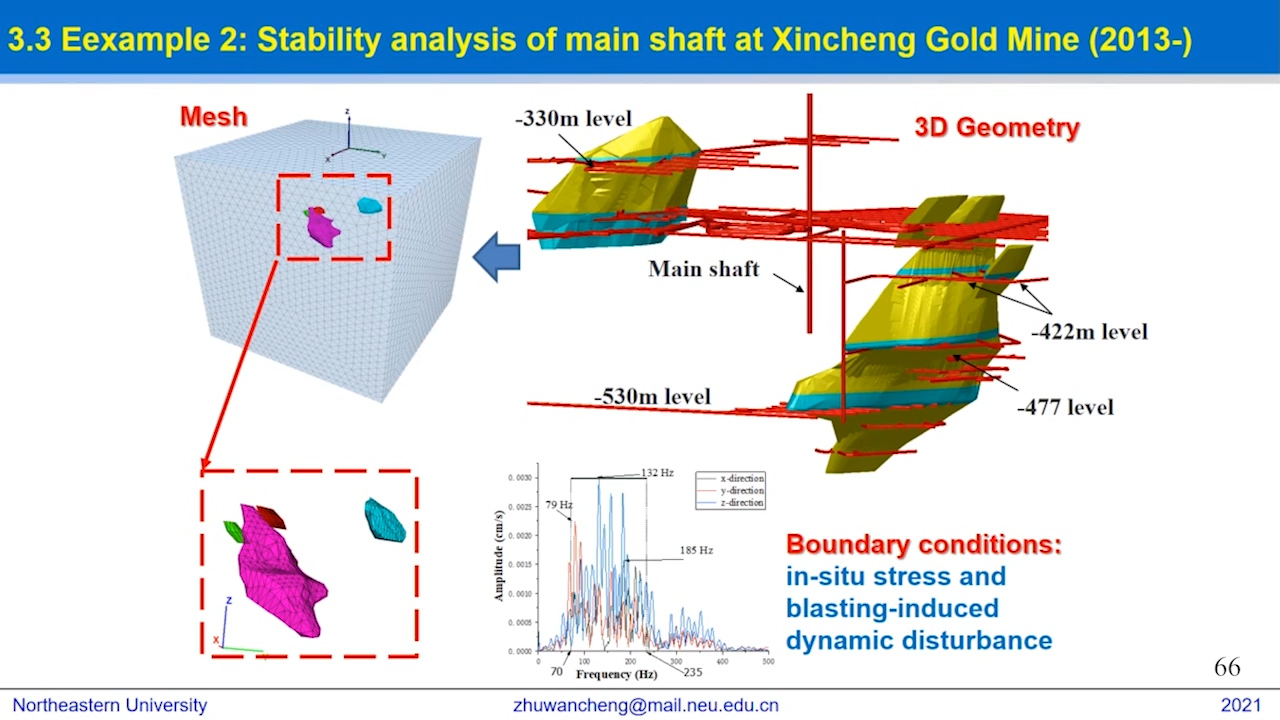 3.3 Eexample 2: Stability analysis of main shaft at Xincheng Gold Mine (2013-)
Mesh
z
x
y
-330m level
3D Geometry
Main shaft
-422m level
-530m level
-477 level
z
x
132 Hz
79 Hz
185 Hz
x-direction
y-direction
z-direction
Amplitude (cm/s)
0.0030
0.0025
0.0020
0.0015
0.0010
0.0005
0.0000
0 100 200 300 400 500
70 Frequency (Hz) 235
Boundary conditions:
in-situ stress and
blasting-induced
dynamic disturbance
66
Northeastern University
zhuwancheng@mail.neu.edu.cn
2021